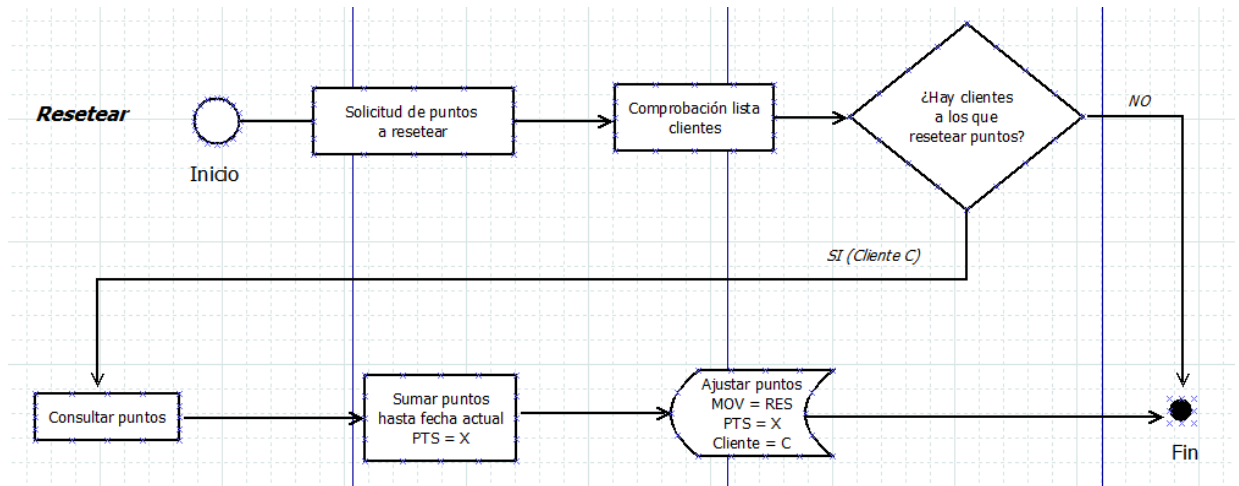 Resetear
Inicio
Solicitud de puntos
a resetear
Comprobación lista
clientes
¿Hay clientes
a los que
resetear puntos?
NO
SI (Cliente C)
Consultar puntos
Sumar puntos
hasta fecha actual
PTS = X
Ajustar puntos
MOV = RES
PTS = X
Cliente = C
Fin